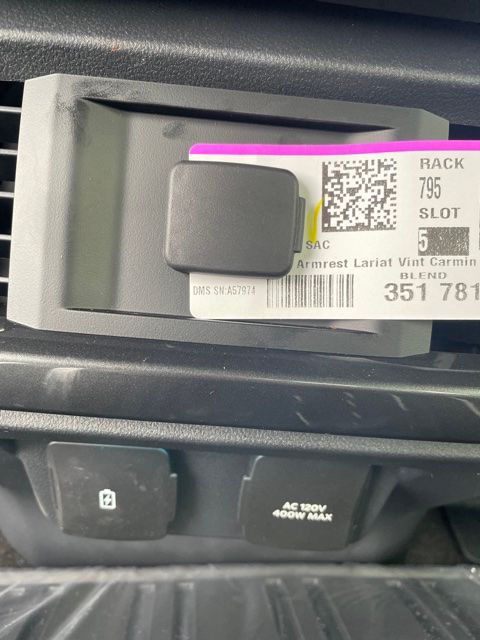 RACK
795
SLOT
5
SAC
Armrest Lariat Vint Carmin
BLEND
DMS SN:A57974
351 781
AC 120V
400W MAX